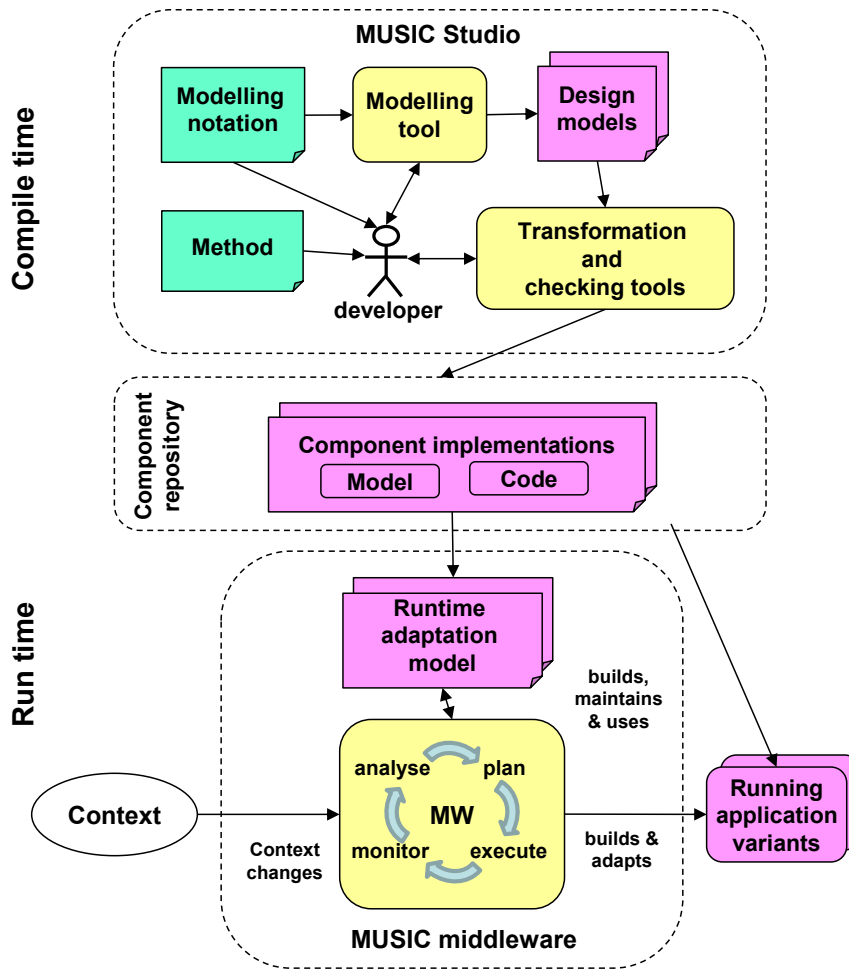 MUSIC Studio
Compile time
Modelling
notation
Modelling
tool
Design
models
Method
developer
Transformation
and
checking tools
Component
repository
Component implementations
Model
Code
Run time
Runtime
adaptation
model
builds,
maintains
& uses
analyse
plan
MW
monitor
execute
Context
Context
changes
builds &
adapts
Running
application
variants
MUSIC middleware